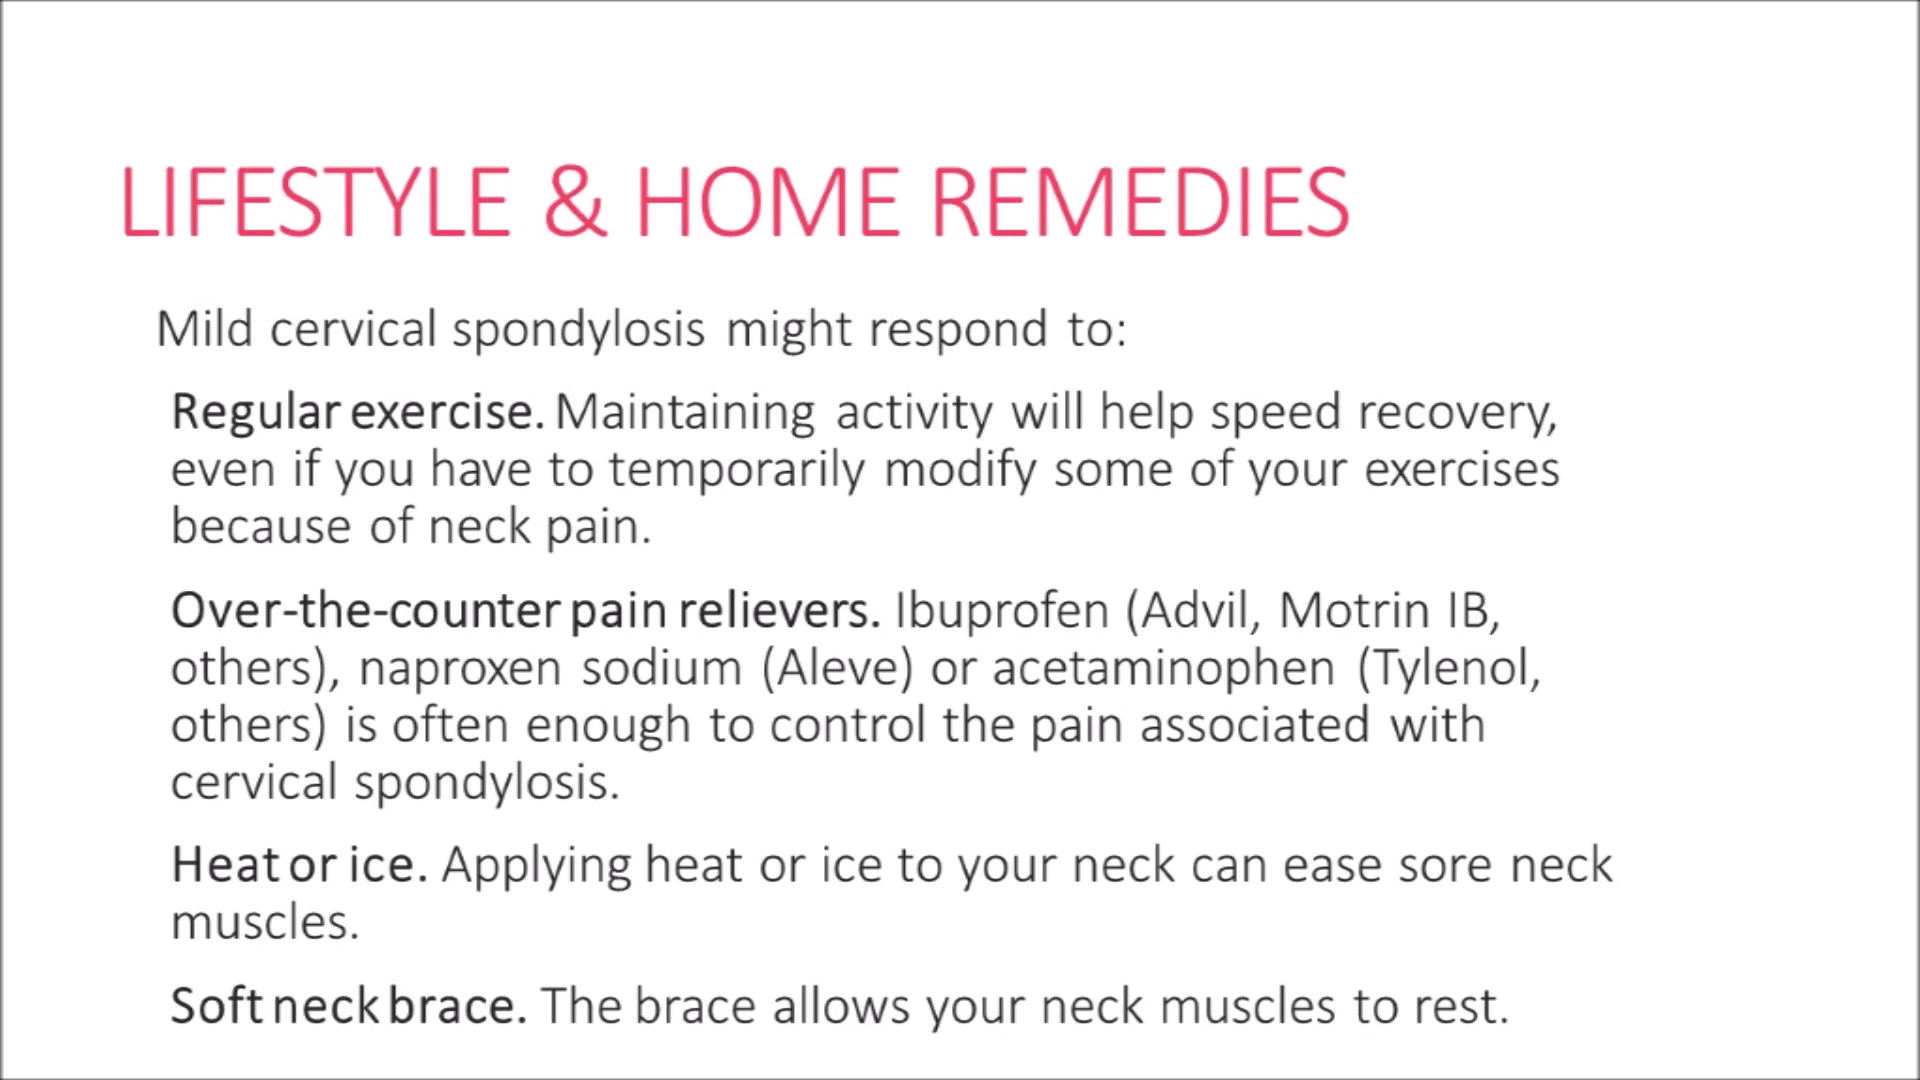 LIFESTYLE & HOME REMEDIES
Mild cervical spondylosis might respond to:
Regular exercise. Maintaining activity will help speed recovery,
even if you have to temporarily modify some of your exercises
because of neck pain.
Over-the-counter pain relievers. Ibuprofen (Advil, Motrin IB,
others), naproxen sodium (Aleve) or acetaminophen (Tylenol,
others) is often enough to control the pain associated with
cervical spondylosis.
Heat or ice. Applying heat or ice to your neck can ease sore neck
muscles.
Soft neck brace. The brace allows your neck muscles to rest.